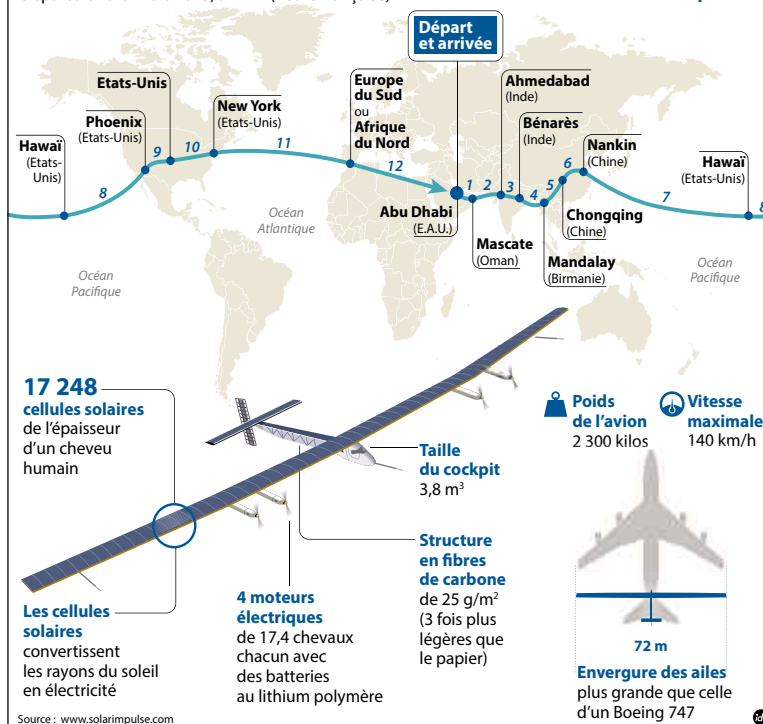 Départ
et arrivée
Etats-Unis
Phoenix
(Etats-Unis)
New York
(Etats-Unis)
Hawaï
(Etats-
Unis)
8
9
10
11
Europe
du Sud
ou
Afrique
du Nord
12
Abu Dhabi
(E.A.U.)
1
2
3
4
5
6
7
8
Ahmedabad
(Inde)
Bénarès
(Inde)
Nankin
(Chine)
Hawaï
(Etats-Unis)
Chongqing
(Chine)
Mascate
(Oman)
Mandalay
(Birmanie)
Océan
Atlantique
Océan
Pacifique
Océan
Pacifique
17 248
cellules solaires
de l'épaisseur
d'un cheveu
humain
Poids
de l'avion
2 300 kilos
Vitesse
maximale
140 km/h
Taille
du cockpit
3,8 m³
Structure
en fibres
de carbone
de 25 g/m²
(3 fois plus
légères que
le papier)
Les cellules
solaires
convertissent
les rayons du soleil
en électricité
4 moteurs
électriques
de 17,4 chevaux
chacun avec
des batteries
au lithium polymère
72 m
Envergure des ailes
plus grande que celle
d'un Boeing 747
Source : www.solarimpulse.com